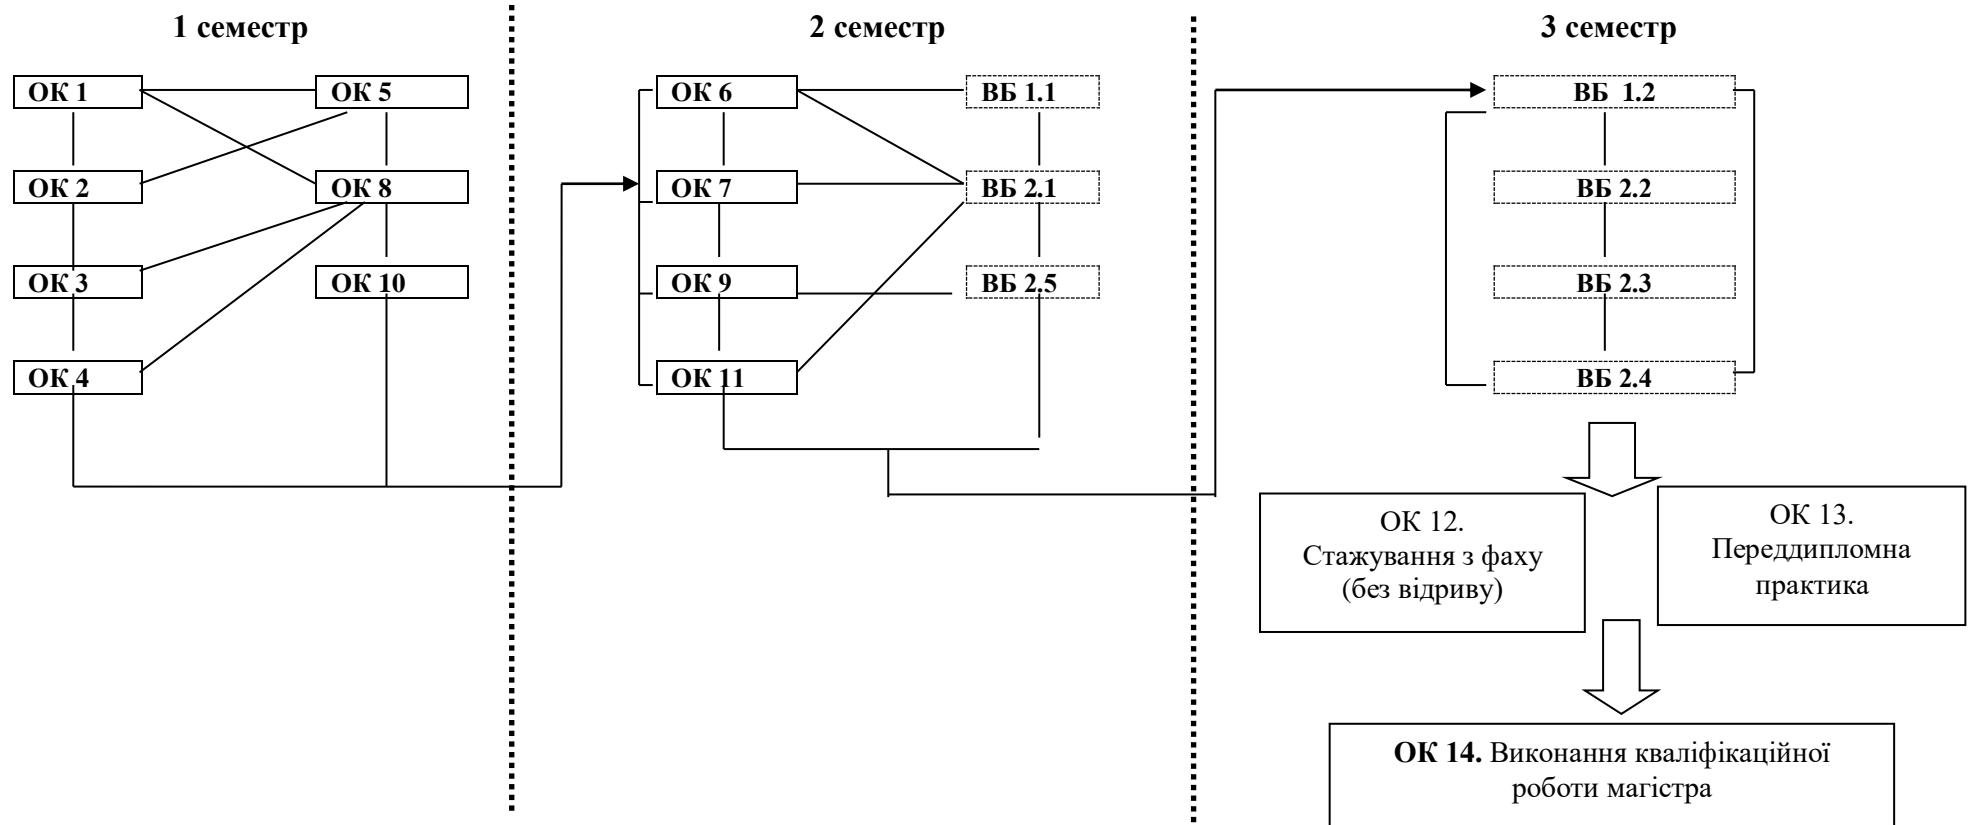 1 семестр
2 семестр
3 семестр
ОК 1
ОК 5
ОК 6
ВБ 1.1
ВБ 1.2
ОК 2
ОК 8
ОК 7
ВБ 2.1
ВБ 2.2
ОК 3
ОК 10
ОК 9
ВБ 2.5
ВБ 2.3
ОК 4
ОК 11
ВБ 2.4
ОК 12.
Стажування з фаху
(без відриву)
ОК 13.
Переддипломна
практика
ОК 14. Виконання кваліфікаційної
роботи магістра